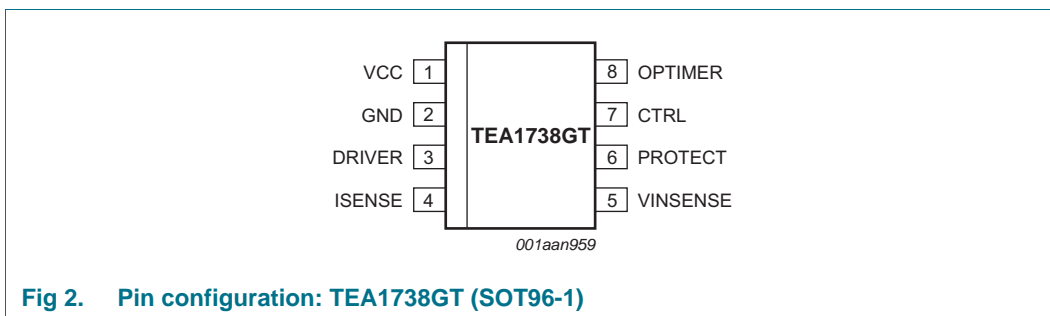 VCC 1
GND 2
DRIVER 3
ISENSE 4
TEA1738GT
8 OPTIMER
7 CTRL
6 PROTECT
5 VINSENSE
001aan959
Fig 2. Pin configuration: TEA1738GT (SOT96-1)